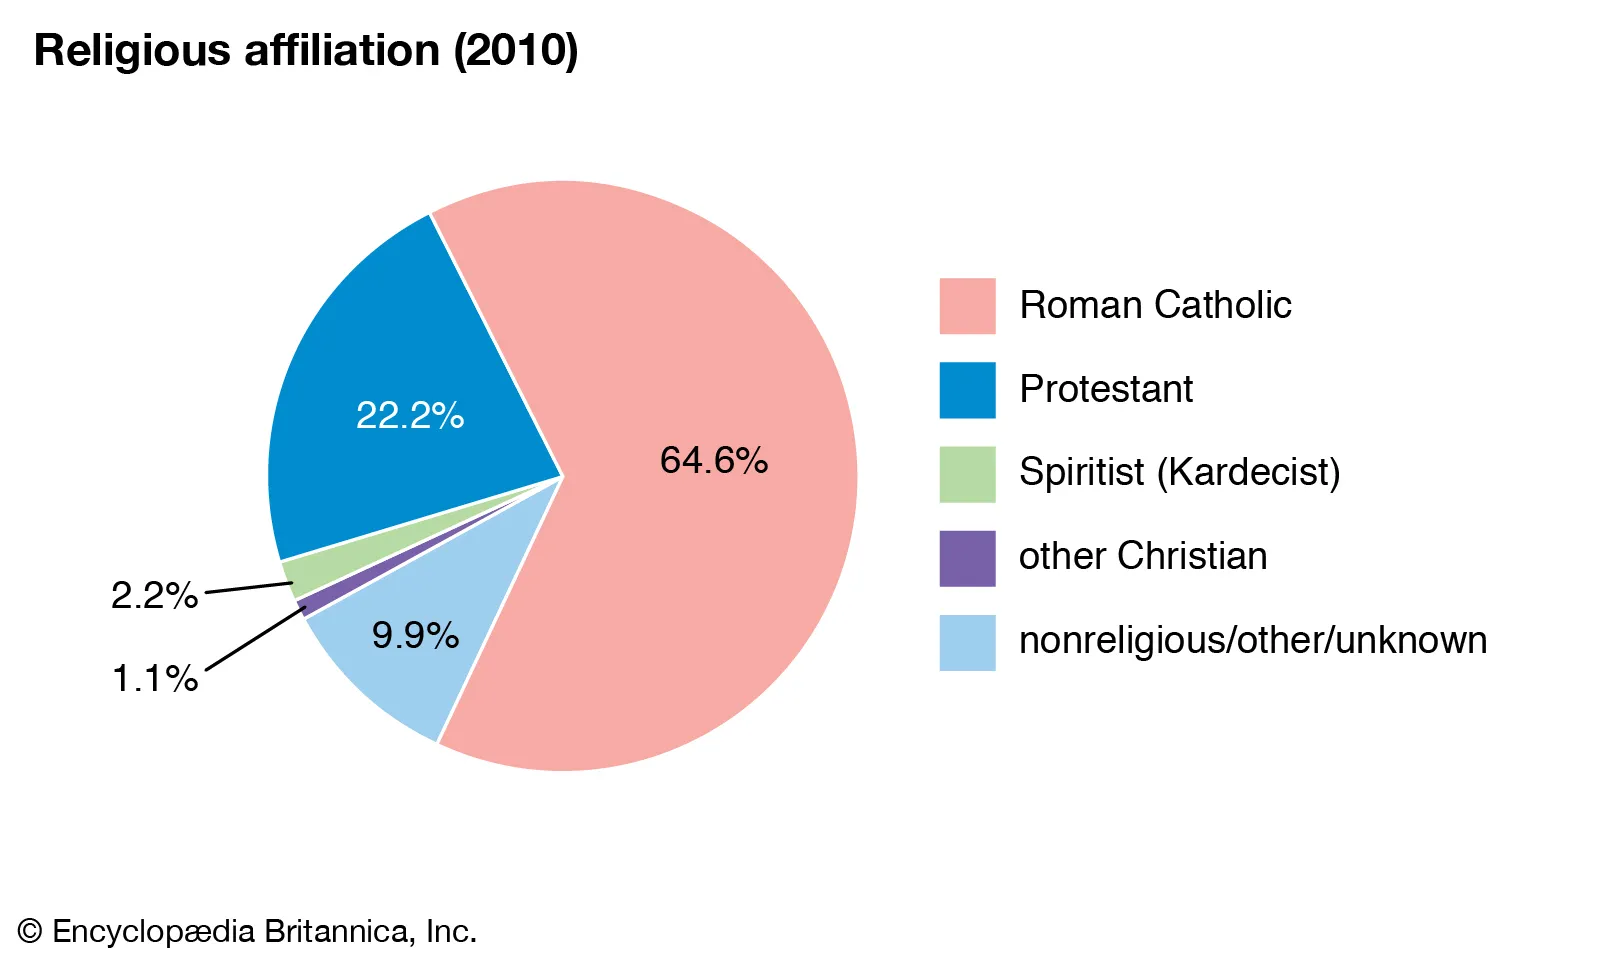 Religious affiliation (2010)
22.2%
64.6%
2.2%
9.9%
1.1%
Roman Catholic
Protestant
Spiritist (Kardecist)
other Christian
nonreligious/other/unknown
© Encyclopædia Britannica, Inc.